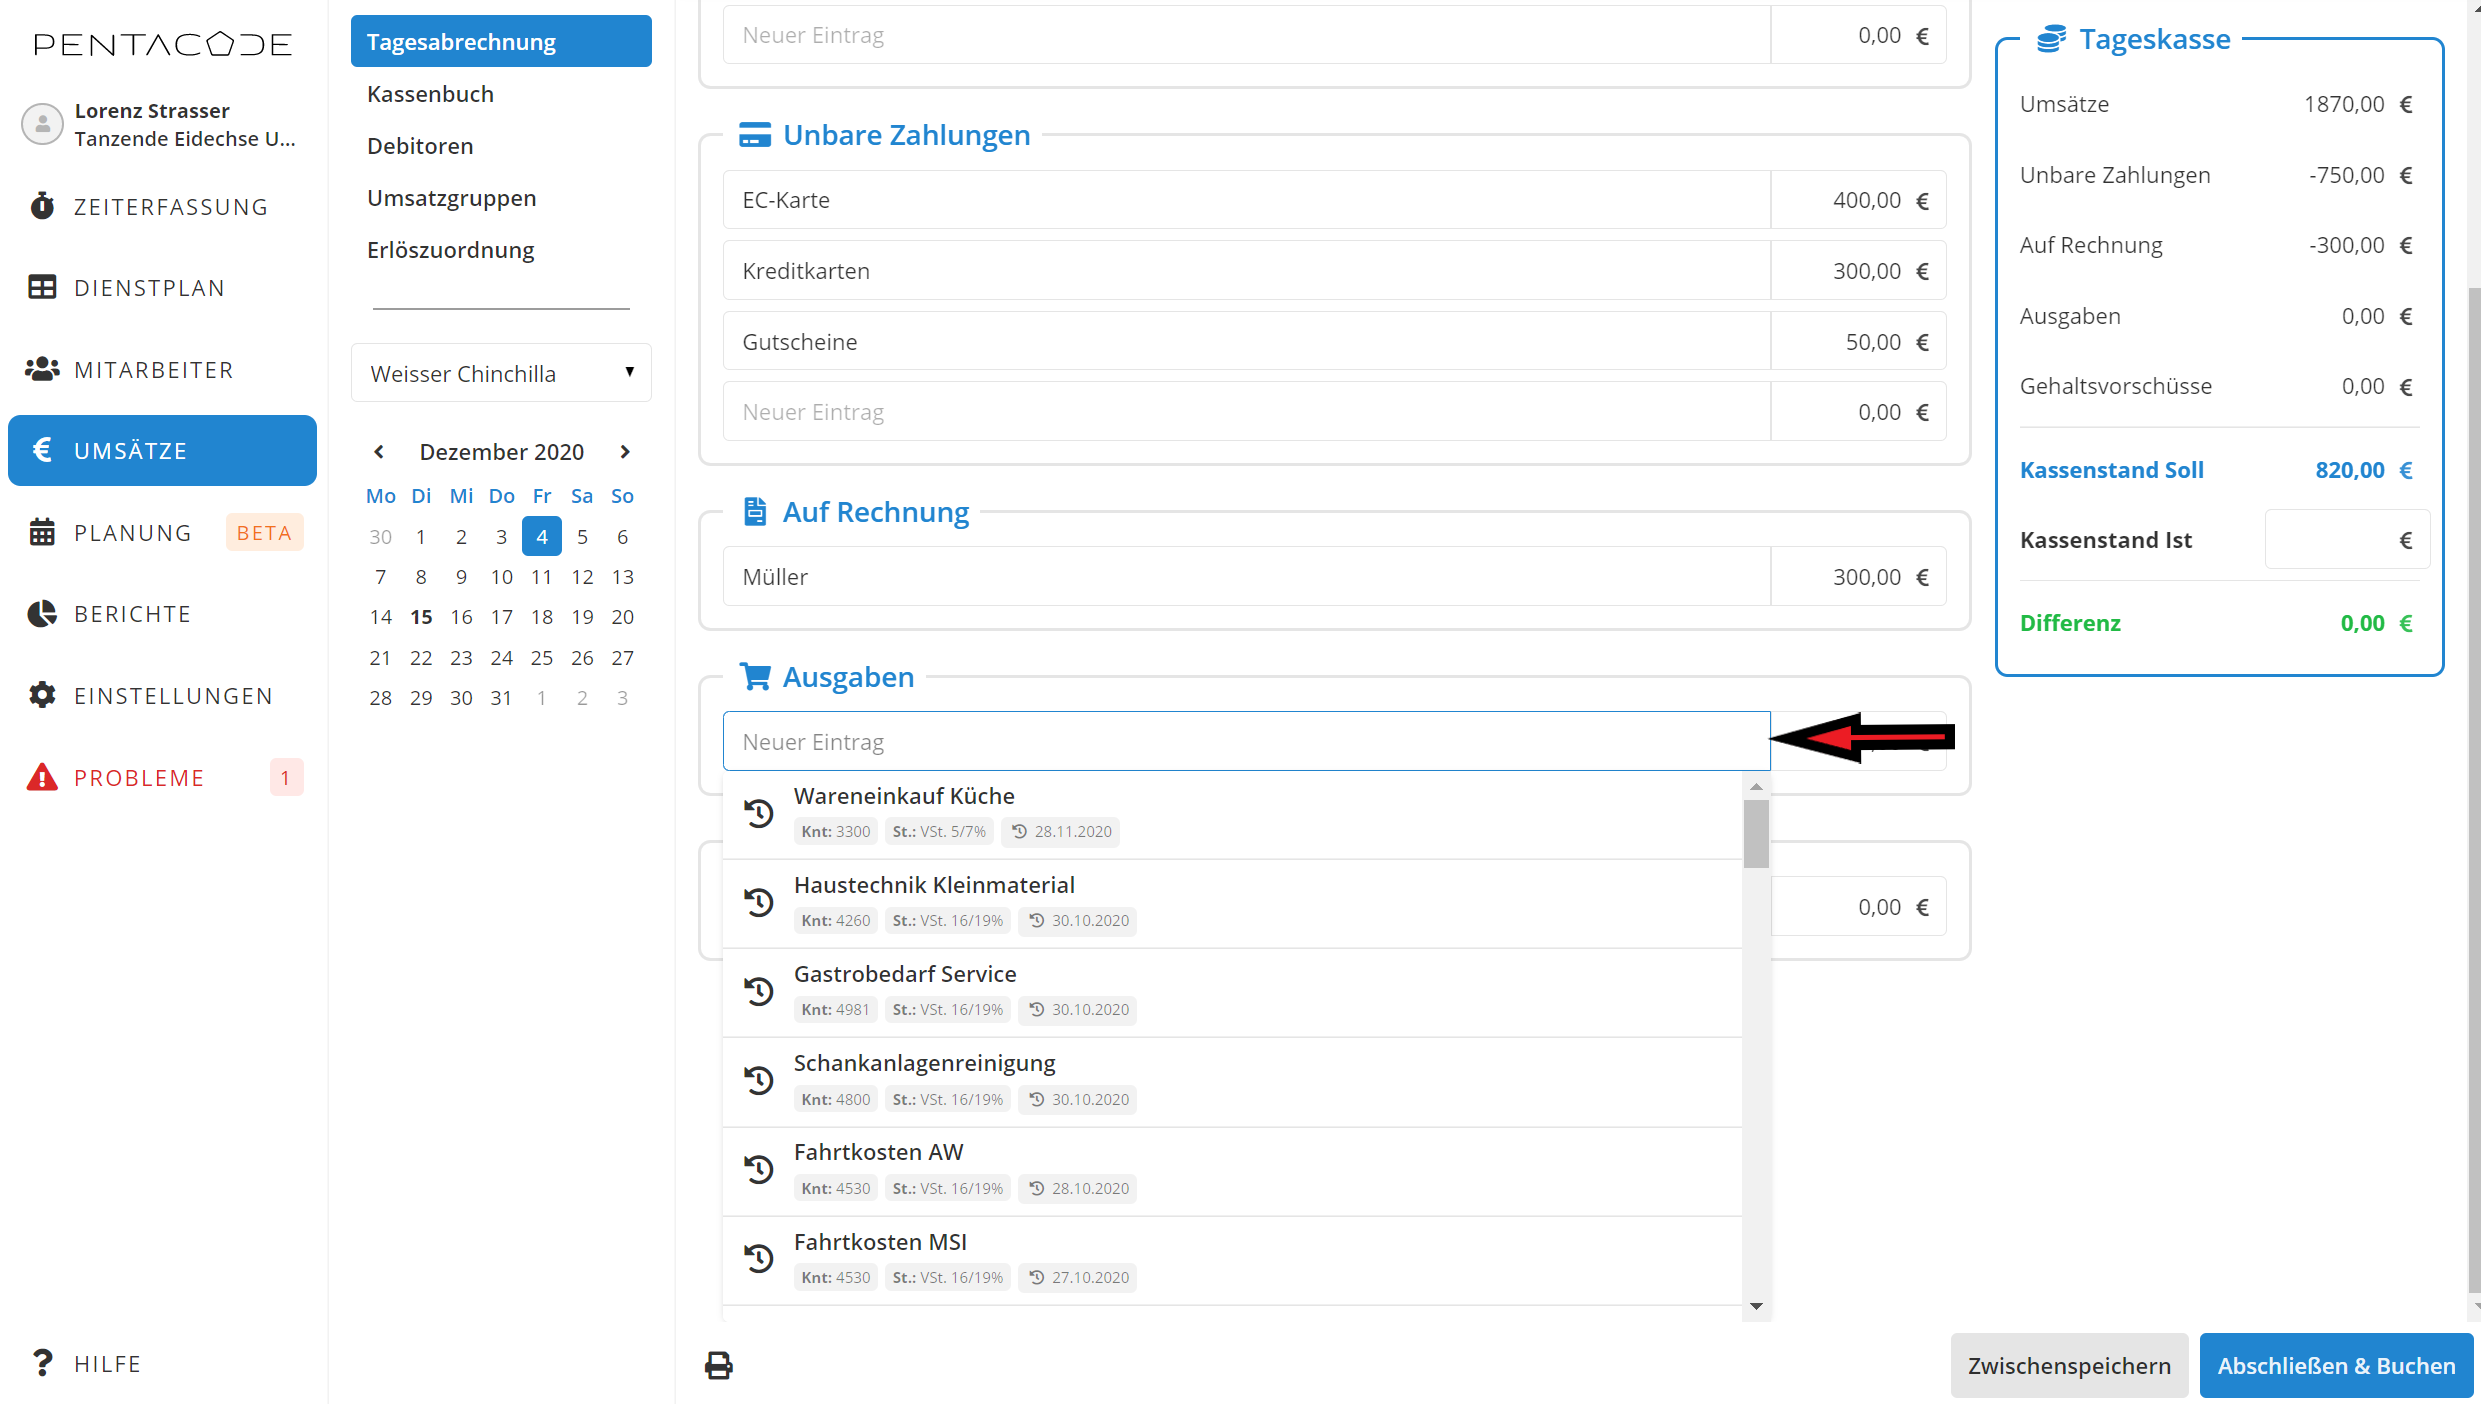 PENTACODE
Lorenz Strasser
Tanzende Eidechse U...
ZEITERFASSUNG
DIENSTPLAN
MITARBEITER
€ UMSÄTZE
PLANUNG BETA
BERICHTE
EINSTELLUNGEN
PROBLEME 1
? HILFE
Tagesabrechnung
Kassenbuch
Debitoren
Umsatzgruppen
Erlöszuordnung
Weisser Chinchilla
Dezember 2020
Mo Di Mi Do Fr Sa So
30 1 2 3 4 5 6
7 8 9 10 11 12 13
14 15 16 17 18 19 20
21 22 23 24 25 26 27
28 29 30 31 1 2 3
Neuer Eintrag 0,00 €
Unbare Zahlungen
EC-Karte 400,00 €
Kreditkarten 300,00 €
Gutscheine 50,00 €
Neuer Eintrag 0,00 €
Auf Rechnung
Müller 300,00 €
Ausgaben
Neuer Eintrag
Wareneinkauf Küche
Knt: 3300 St.: VSt. 5/7% 28.11.2020
Haustechnik Kleinmaterial
Knt: 4260 St.: VSt. 16/19% 30.10.2020
Gastrobedarf Service
Knt: 4981 St.: VSt. 16/19% 30.10.2020
Schankanlagenreinigung
Knt: 4800 St.: VSt. 16/19% 30.10.2020
Fahrtkosten AW
Knt: 4530 St.: VSt. 16/19% 28.10.2020
Fahrtkosten MSI
Knt: 4530 St.: VSt. 16/19% 27.10.2020
0,00 €
Tageskasse
Umsätze 1870,00 €
Unbare Zahlungen -750,00 €
Auf Rechnung -300,00 €
Ausgaben 0,00 €
Gehaltsvorschüsse 0,00 €
Kassenstand Soll 820,00 €
Kassenstand Ist €
Differenz 0,00 €
Zwischenspeichern
Abschließen & Buchen